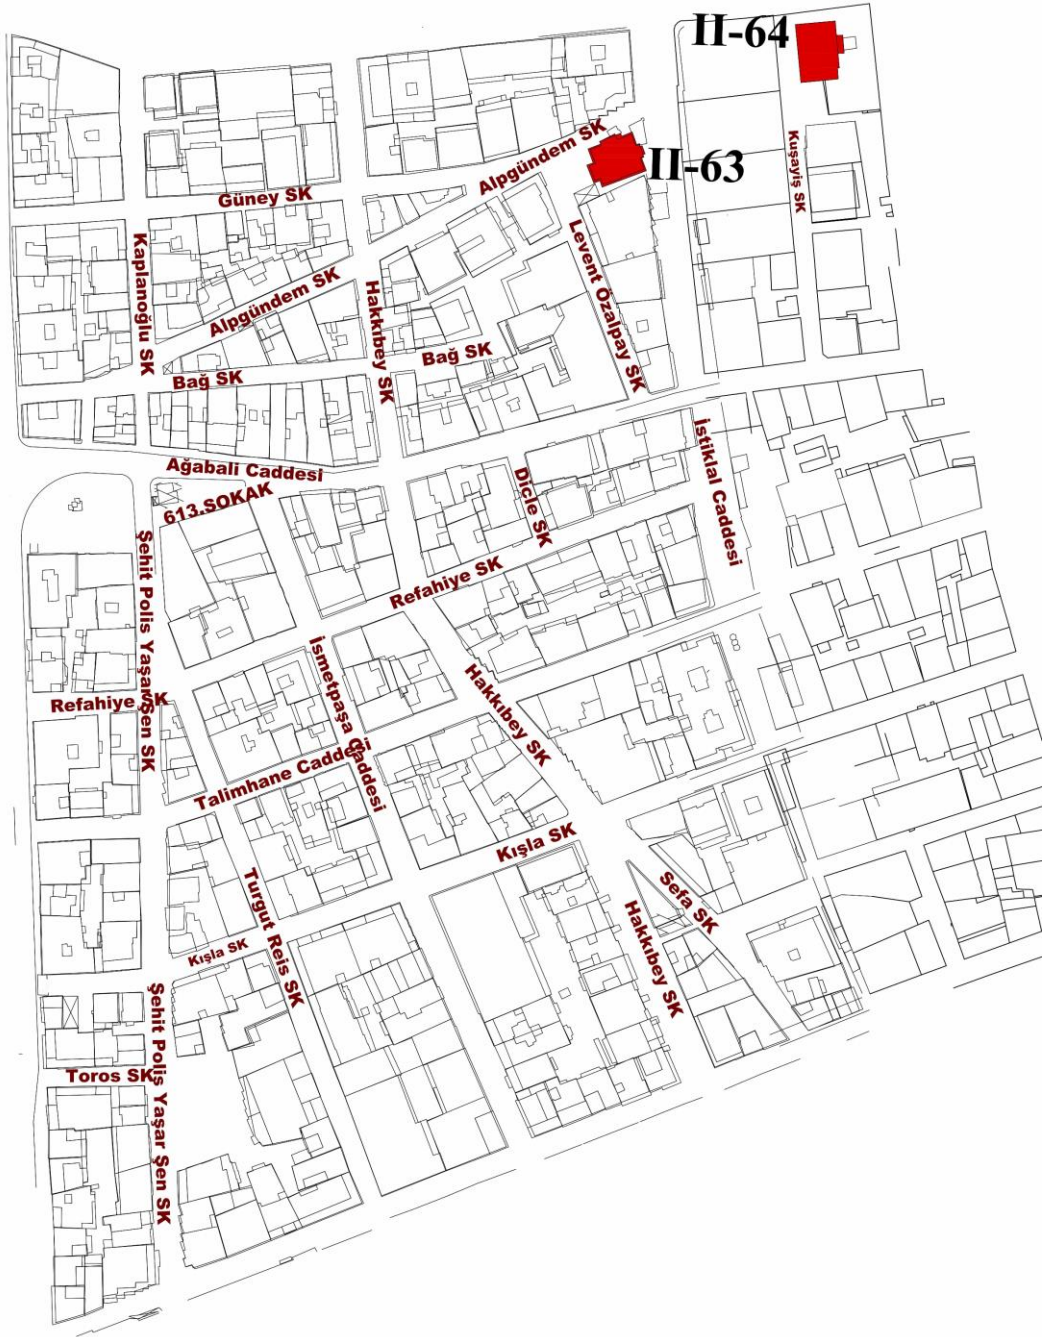 II-64
II-63
Alpgündem SK
Kuşayiş SK
Güney SK
Kaplanoğlu SK
Levent Özalpay SK
Alpgündem SK
Hakkıbey SK
Bağ SK
Bağ SK
Ağabali Caddesi
İstiklal Caddesi
613.SOKAK
Dicle SK
Şehit Polis Yaşar Şen SK
Refahiye SK
İsmetpaşa Caddesi
Hakkıbey SK
Refahiye SK
Talimhane Caddesi
Kışla SK
Turgut Reis SK
Sefa SK
Hakkıbey SK
Kışla SK
Şehit Polis Yaşar Şen SK
Toros SK